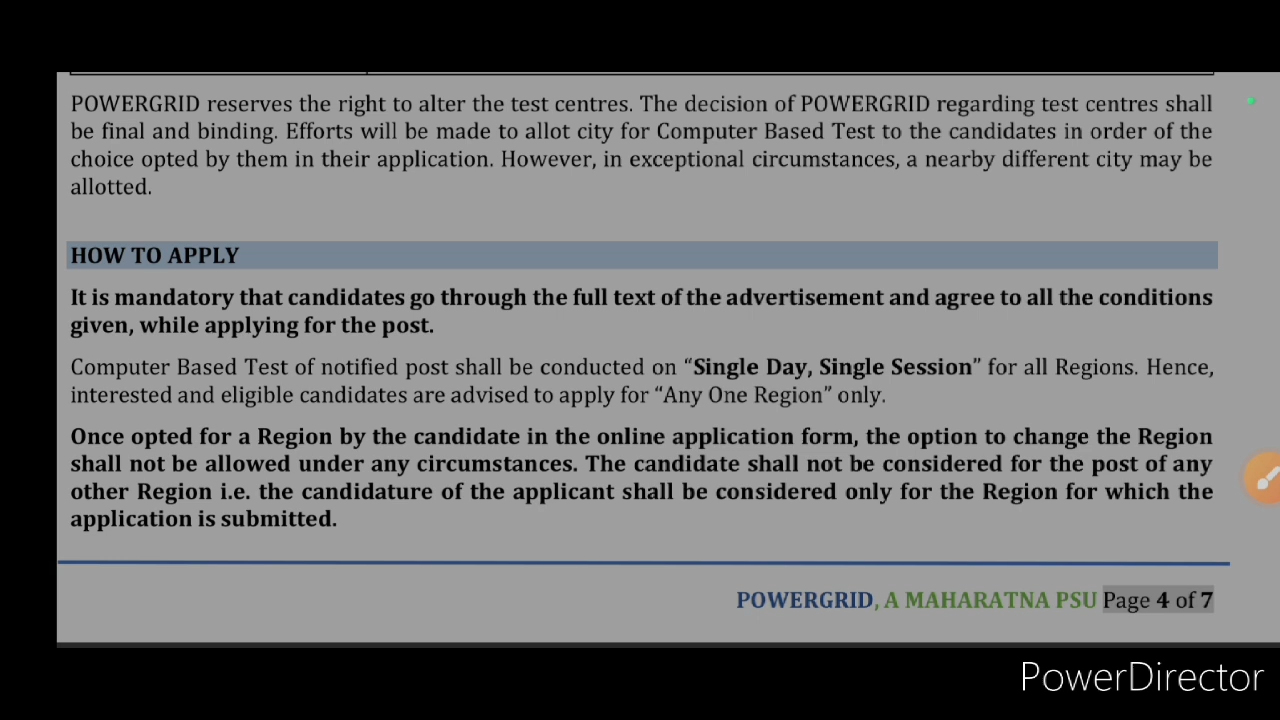 POWERGRID reserves the right to alter the test centres. The decision of POWERGRID regarding test centres shall
be final and binding. Efforts will be made to allot city for Computer Based Test to the candidates in order of the
choice opted by them in their application. However, in exceptional circumstances, a nearby different city may be
allotted.
HOW TO APPLY
It is mandatory that candidates go through the full text of the advertisement and agree to all the conditions
given, while applying for the post.
Computer Based Test of notified post shall be conducted on “Single Day, Single Session” for all Regions. Hence,
interested and eligible candidates are advised to apply for “Any One Region” only.
Once opted for a Region by the candidate in the online application form, the option to change the Region
shall not be allowed under any circumstances. The candidate shall not be considered for the post of any
other Region i.e. the candidature of the applicant shall be considered only for the Region for which the
application is submitted.
POWERGRID, A MAHARATNA PSU Page 4 of 7
PowerDirector